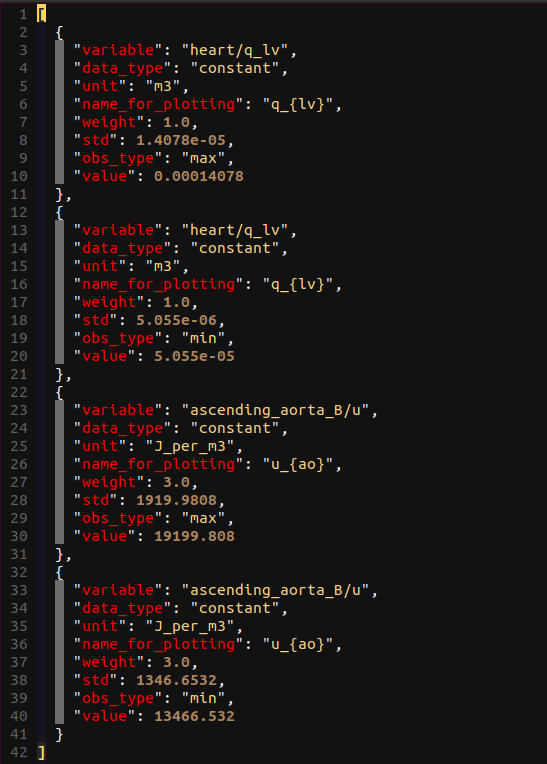 1 [
2 {
3 "variable": "heart/q_lv",
4 "data_type": "constant",
5 "unit": "m3",
6 "name_for_plotting": "q_{lv}",
7 "weight": 1.0,
8 "std": 1.4078e-05,
9 "obs_type": "max",
10 "value": 0.00014078
11 },
12 {
13 "variable": "heart/q_lv",
14 "data_type": "constant",
15 "unit": "m3",
16 "name_for_plotting": "q_{lv}",
17 "weight": 1.0,
18 "std": 5.055e-06,
19 "obs_type": "min",
20 "value": 5.055e-05
21 },
22 {
23 "variable": "ascending_aorta_B/u",
24 "data_type": "constant",
25 "unit": "J_per_m3",
26 "name_for_plotting": "u_{ao}",
27 "weight": 3.0,
28 "std": 1919.9808,
29 "obs_type": "max",
30 "value": 19199.808
31 },
32 {
33 "variable": "ascending_aorta_B/u",
34 "data_type": "constant",
35 "unit": "J_per_m3",
36 "name_for_plotting": "u_{ao}",
37 "weight": 3.0,
38 "std": 1346.6532,
39 "obs_type": "min",
40 "value": 13466.532
41 }
42 ]